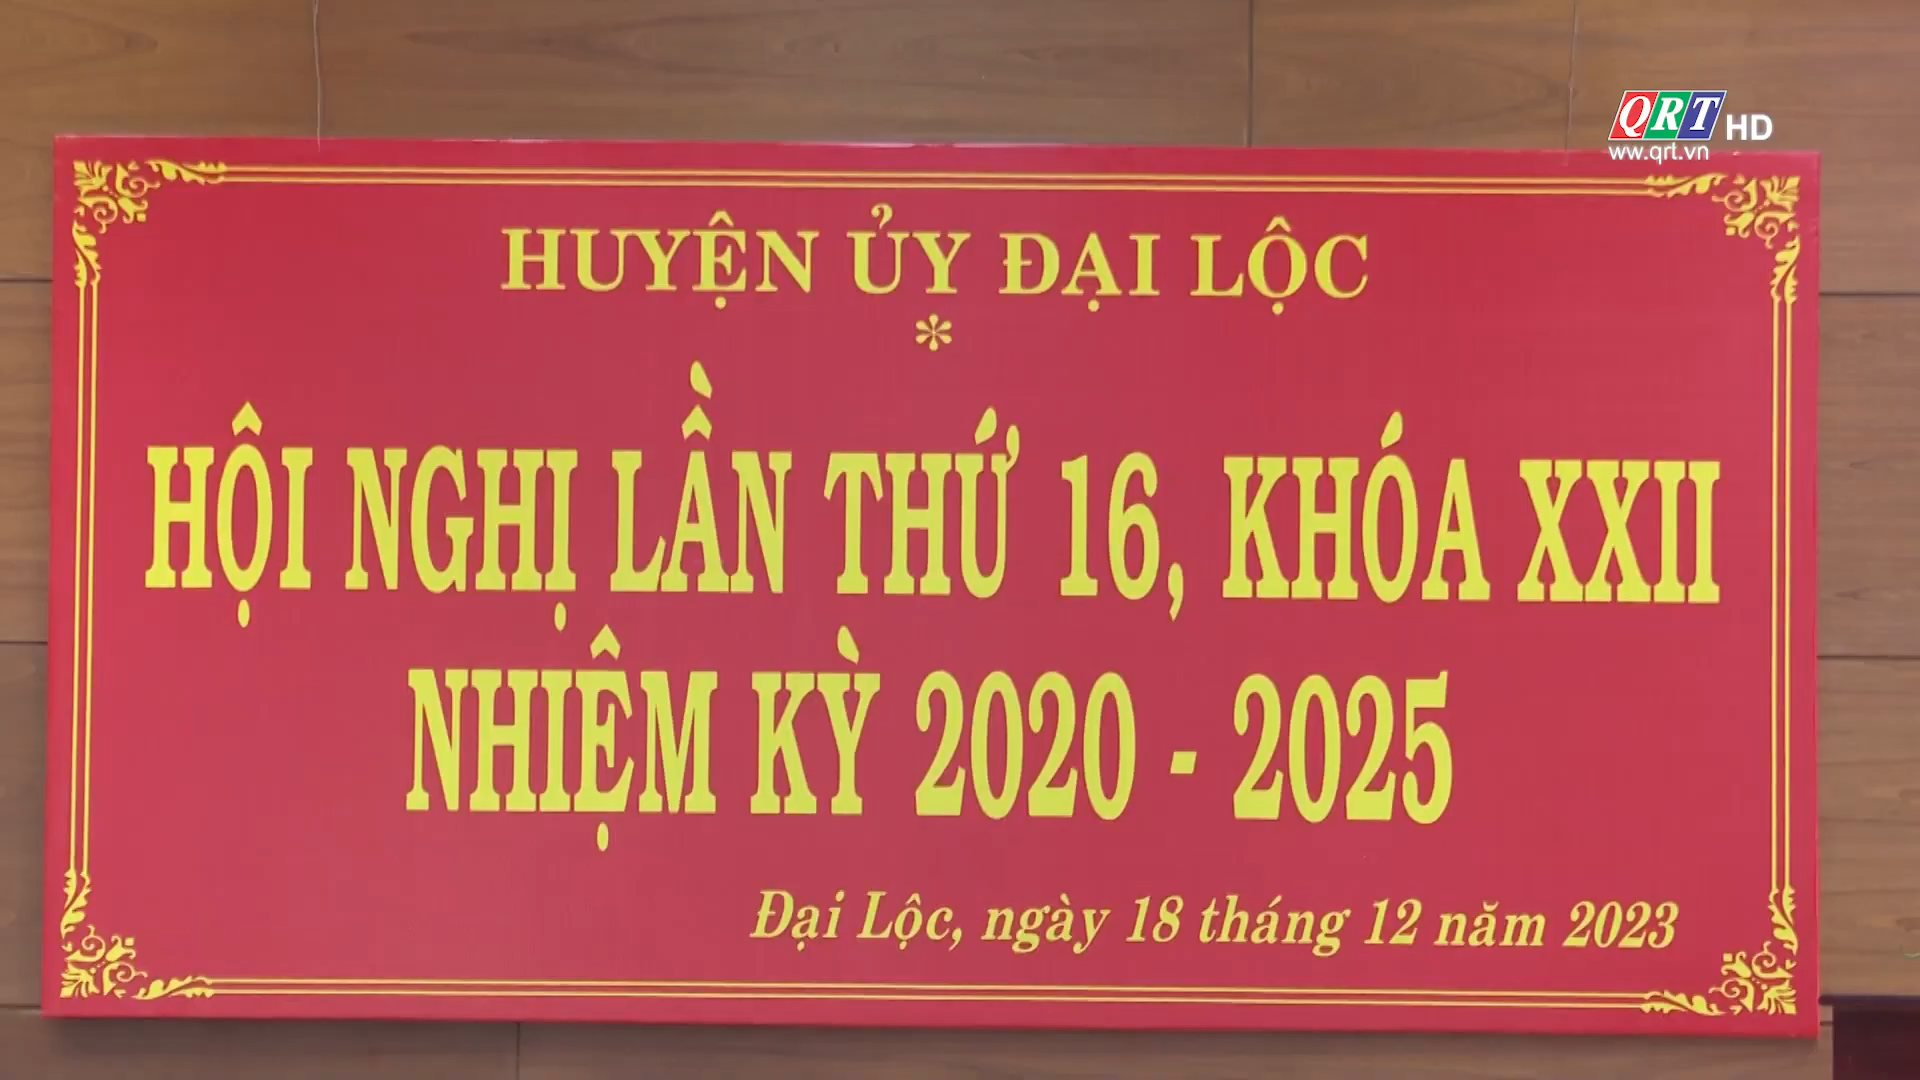 QRT HD
ww.qrt.vn
HUYỆN ỦY ĐẠI LỘC
*
HỘI NGHỊ LẦN THỨ 16, KHÓA XXII
NHIỆM KỲ 2020 - 2025
Đại Lộc, ngày 18 tháng 12 năm 2023